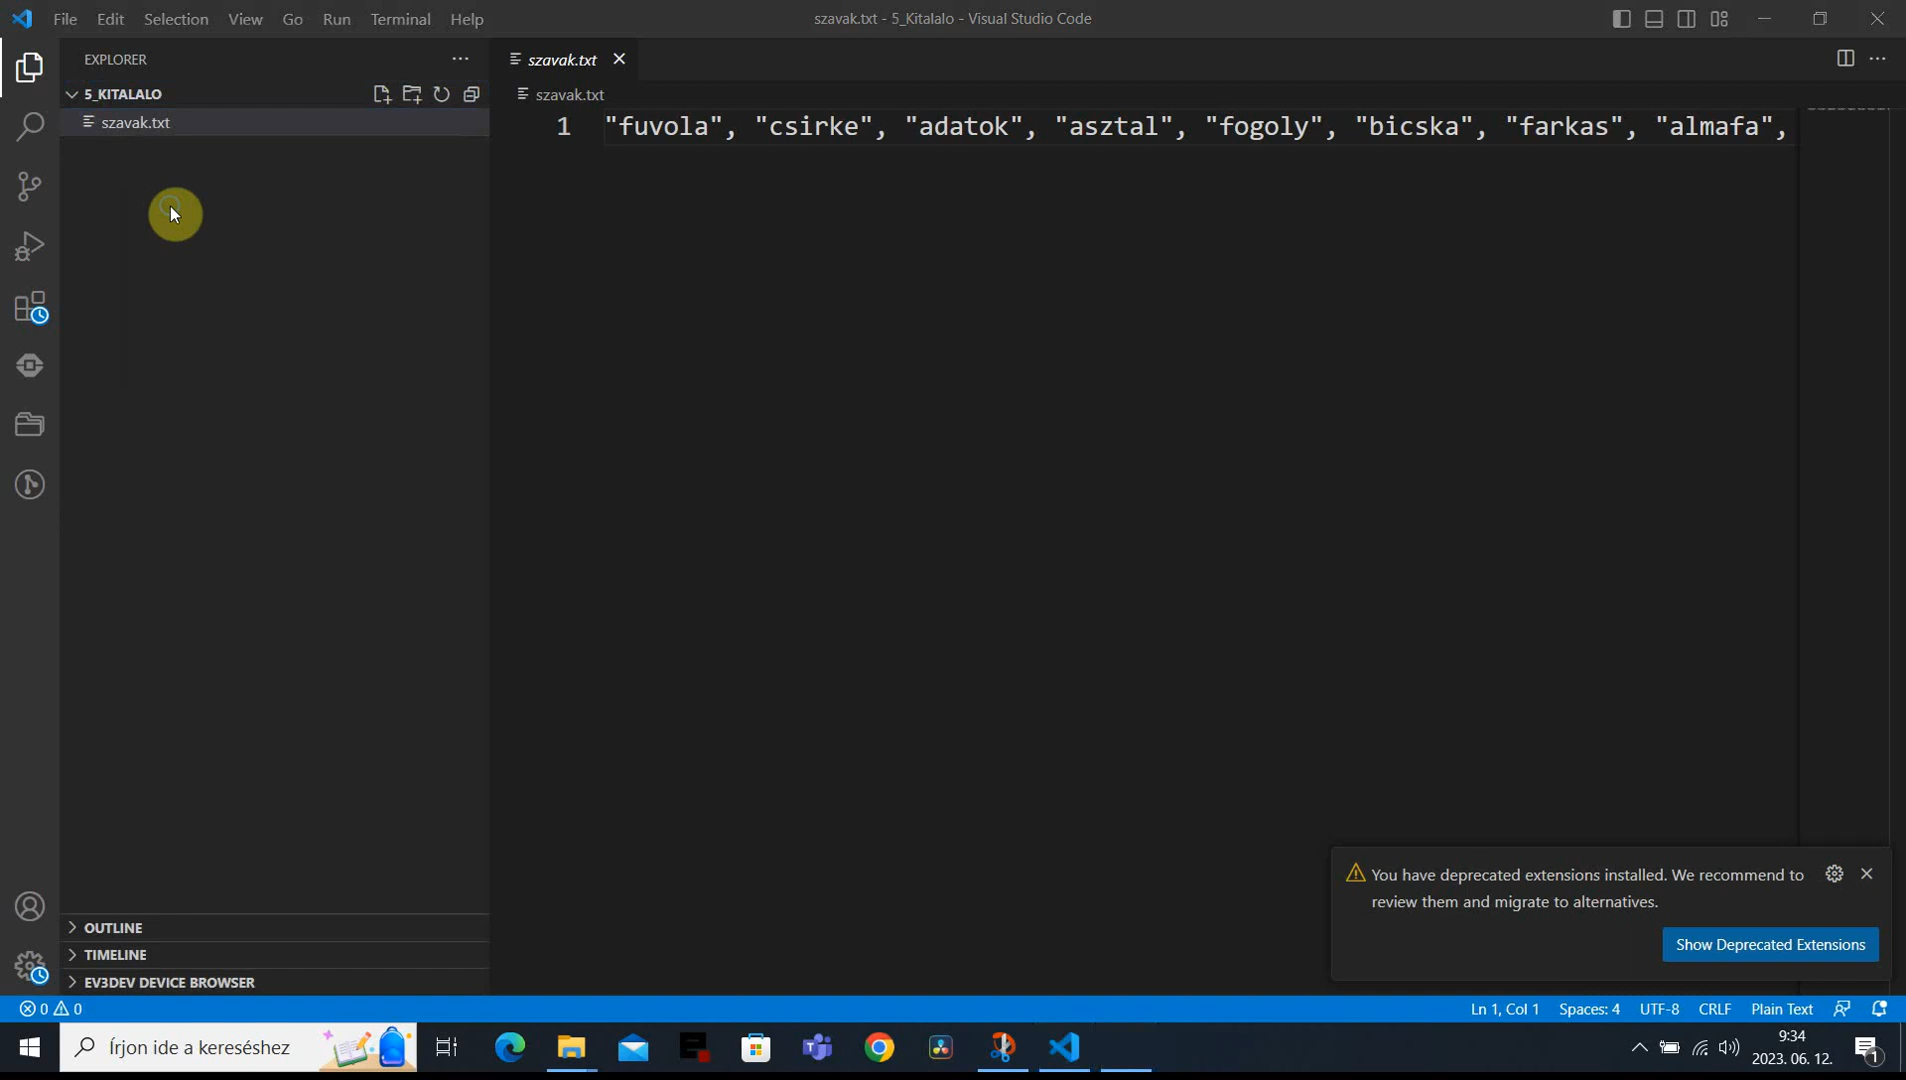 File Edit Selection View Go Run Terminal Help
szavak.txt - 5_Kitalalo - Visual Studio Code
EXPLORER
szavak.txt
5_KITALALO
szavak.txt
szavak.txt
1 "fuvola", "csirke", "adatok", "asztal", "fogoly", "bicska", "farkas", "almafa",
You have deprecated extensions installed. We recommend to
review them and migrate to alternatives.
Show Deprecated Extensions
OUTLINE
TIMELINE
EV3DEV DEVICE BROWSER
0 0
Ln 1, Col 1 Spaces: 4 UTF-8 CRLF Plain Text
Írjon ide a kereséshez
9:34
2023. 06. 12.
1